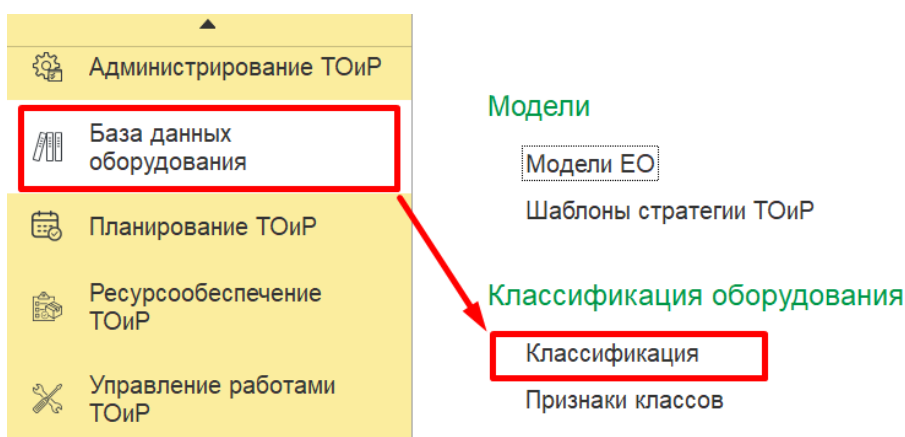 Администрирование ТОиР
База данных
оборудования
Планирование ТОиР
Ресурсообеспечение
ТОиР
Управление работами
ТОиР
Модели
Модели ЕО
Шаблоны стратегии ТОиР
Классификация оборудования
Классификация
Признаки классов